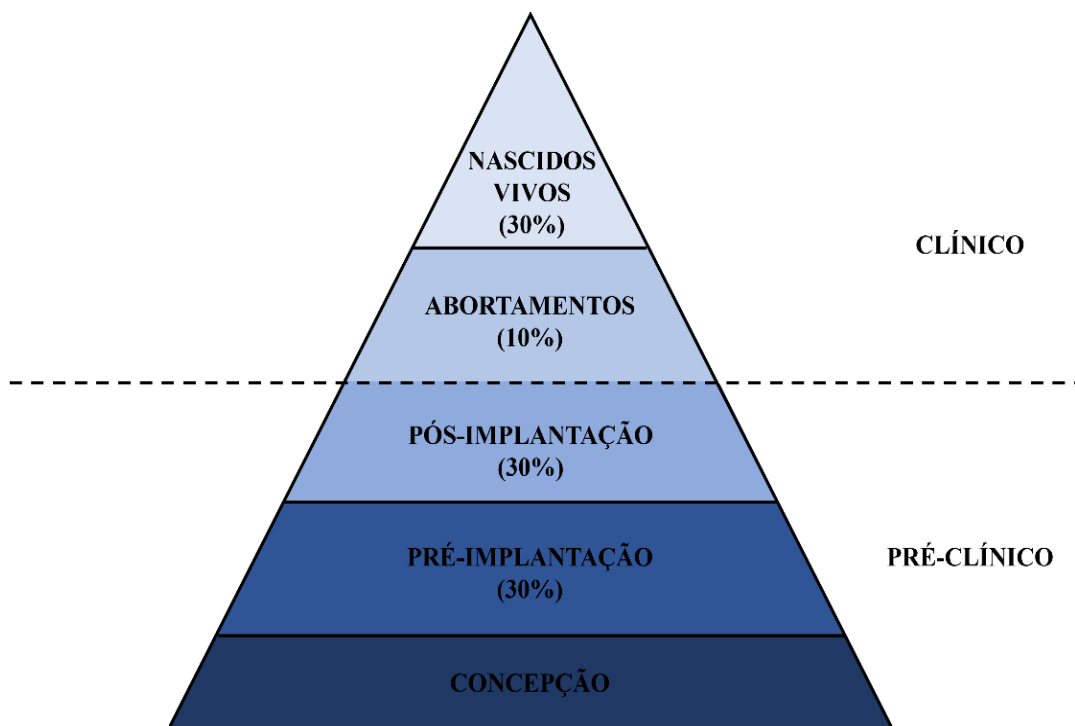 NASCIDOS
VIVOS
(30%)
CLÍNICO
ABORTAMENTOS
(10%)
PÓS-IMPLANTAÇÃO
(30%)
PRÉ-IMPLANTAÇÃO
(30%)
PRÉ-CLÍNICO
CONCEPÇÃO